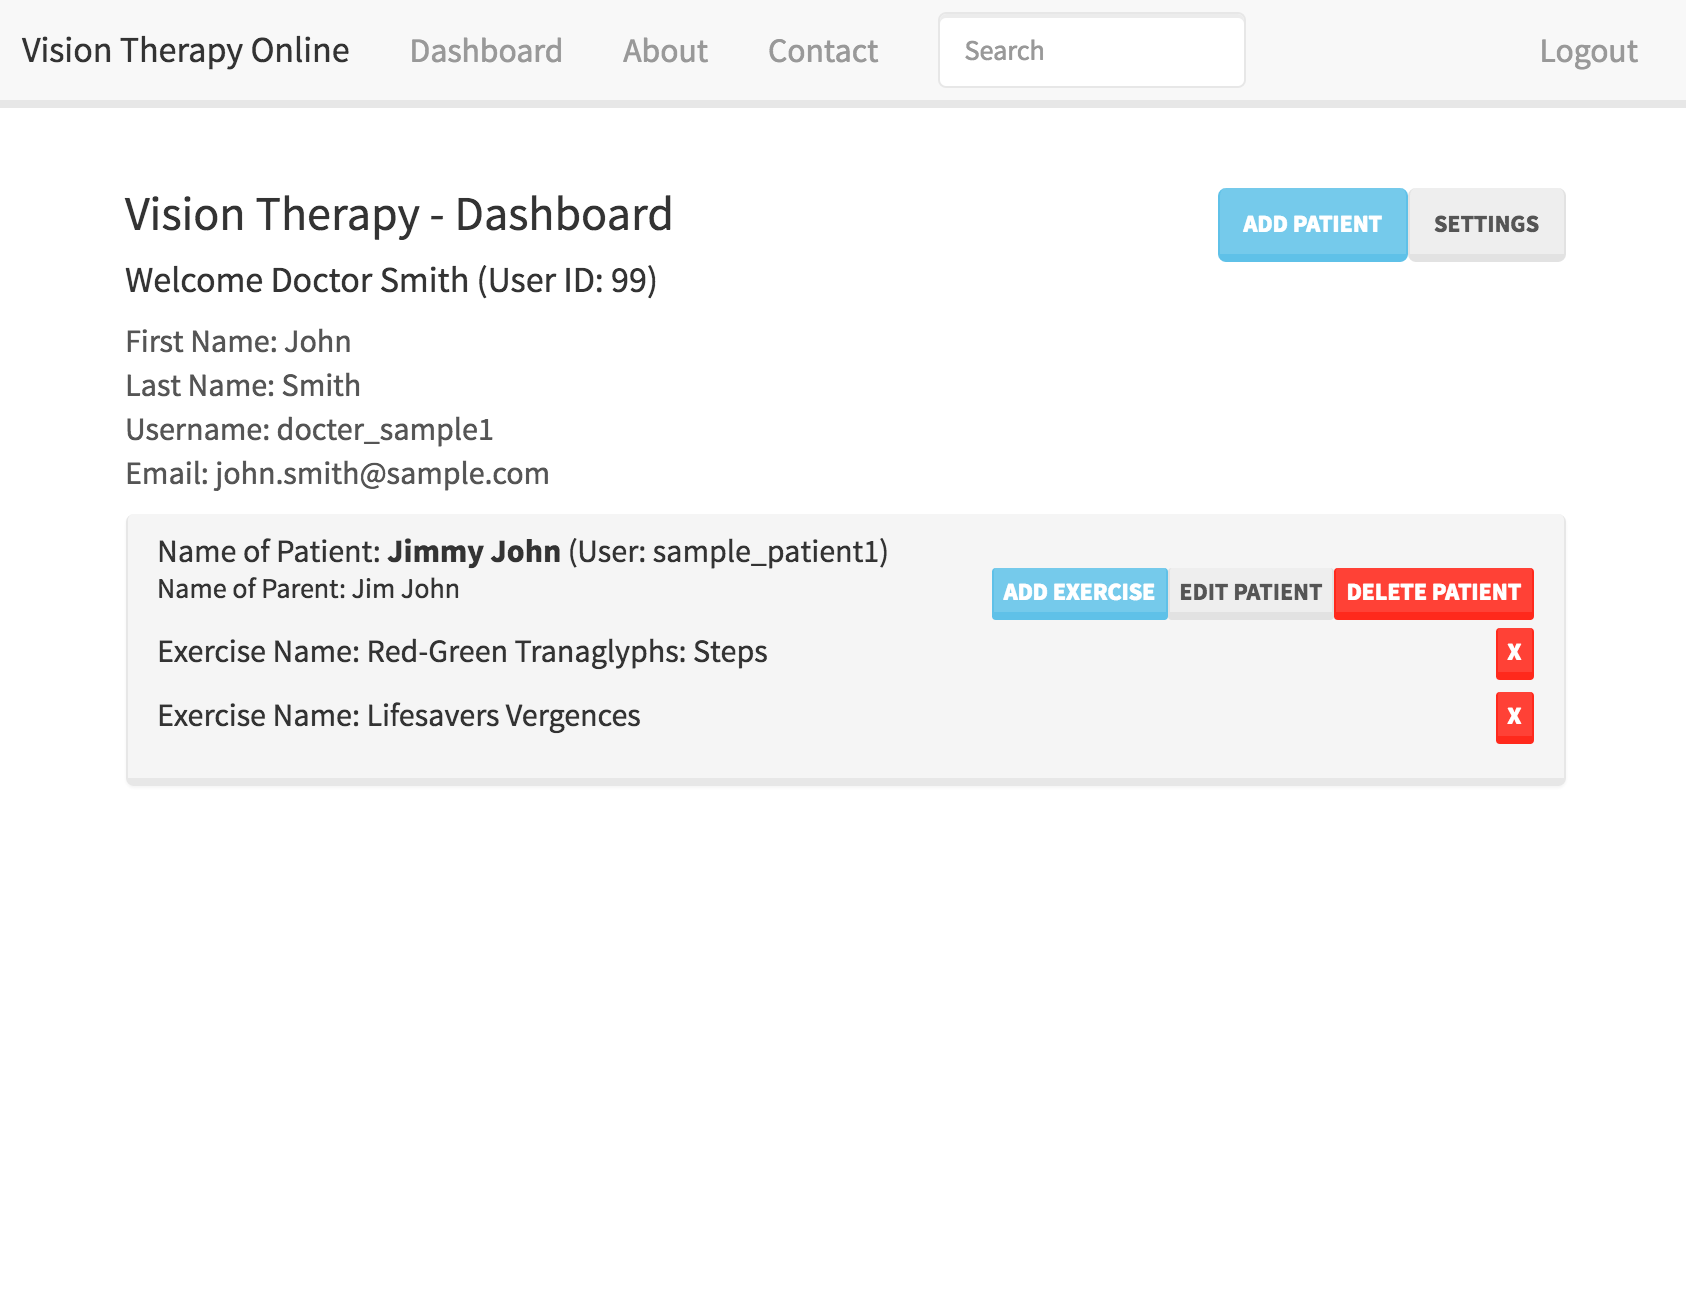 Vision Therapy Online Dashboard About Contact Search Logout
Vision Therapy - Dashboard
ADD PATIENT SETTINGS
Welcome Doctor Smith (User ID: 99)
First Name: John
Last Name: Smith
Username: docter_sample1
Email: john.smith@sample.com
Name of Patient: Jimmy John (User: sample_patient1)
Name of Parent: Jim John
ADD EXERCISE EDIT PATIENT DELETE PATIENT
Exercise Name: Red-Green Tranaglyphs: Steps X
Exercise Name: Lifesavers Vergences X